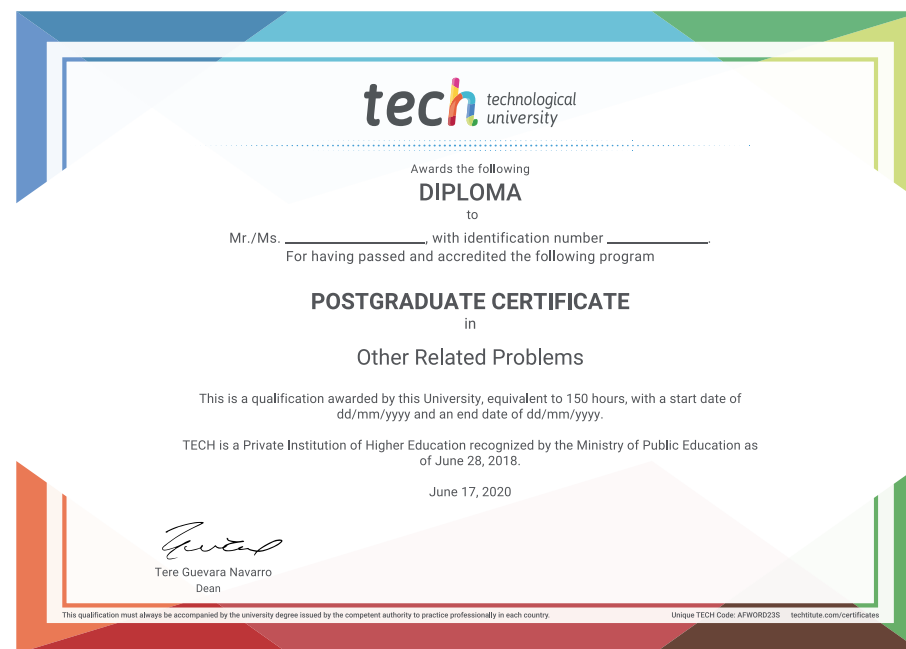 tech technological
university
Awards the following
DIPLOMA
to
Mr./Ms. ____________________, with identification number ______________.
For having passed and accredited the following program
POSTGRADUATE CERTIFICATE
in
Other Related Problems
This is a qualification awarded by this University, equivalent to 150 hours, with a start date of
dd/mm/yyyy and an end date of dd/mm/yyyy.
TECH is a Private Institution of Higher Education recognized by the Ministry of Public Education as
of June 28, 2018.
June 17, 2020
Tere Guevara Navarro
Dean
This qualification must always be accompanied by the university degree issued by the competent authority to practice professionally in each country. Unique TECH Code: AFWORD23S techtitute.com/certificates